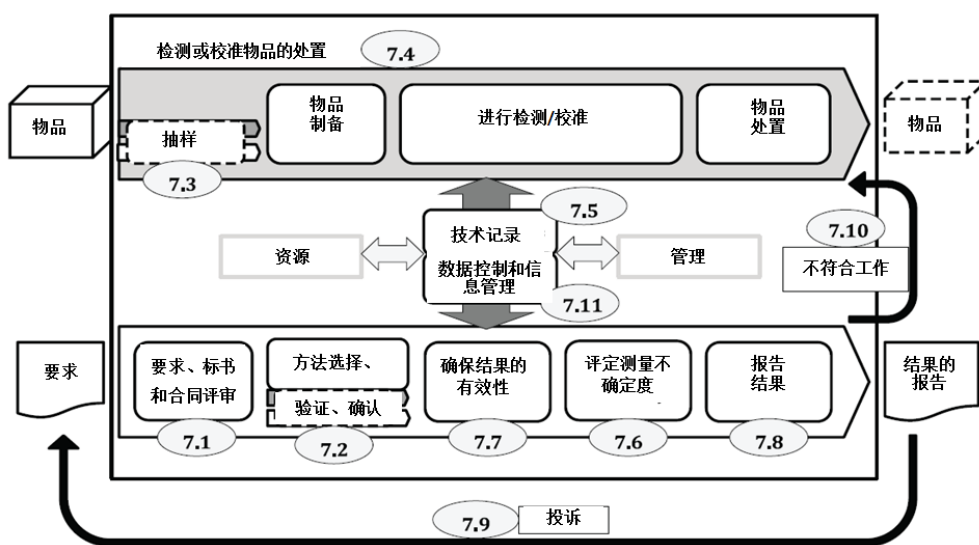 检测或校准物品的处置
7.4
物品
抽样
7.3
物品
制备
进行检测/校准
物品
处置
物品
7.5
技术记录
数据控制和信
息管理
7.11
资源
管理
7.10
不符合工作
要求
要求、标书
和合同评审
7.1
方法选择、
验证、确认
7.2
确保结果的
有效性
7.7
评定测量不
确定度
7.6
报告
结果
7.8
结果的
报告
7.9
投诉